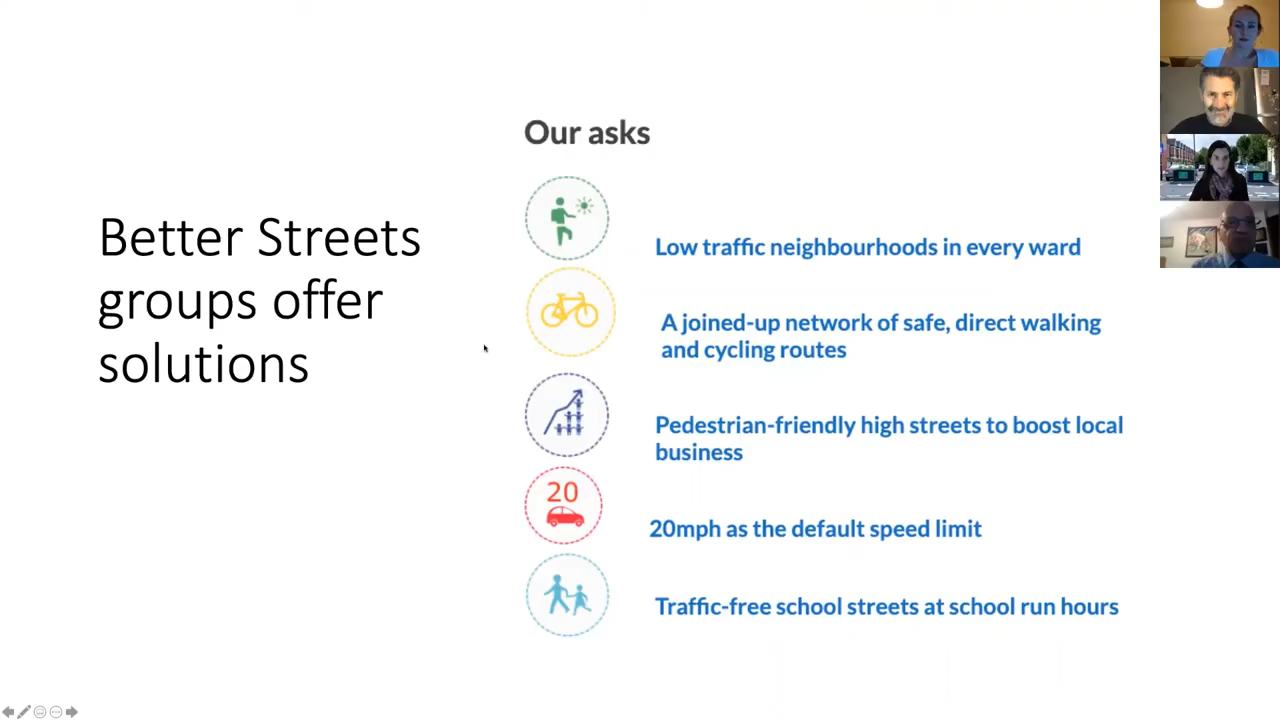 Our asks
Better Streets
groups offer
solutions
Low traffic neighbourhoods in every ward
A joined-up network of safe, direct walking
and cycling routes
Pedestrian-friendly high streets to boost local
business
20
20mph as the default speed limit
Traffic-free school streets at school run hours